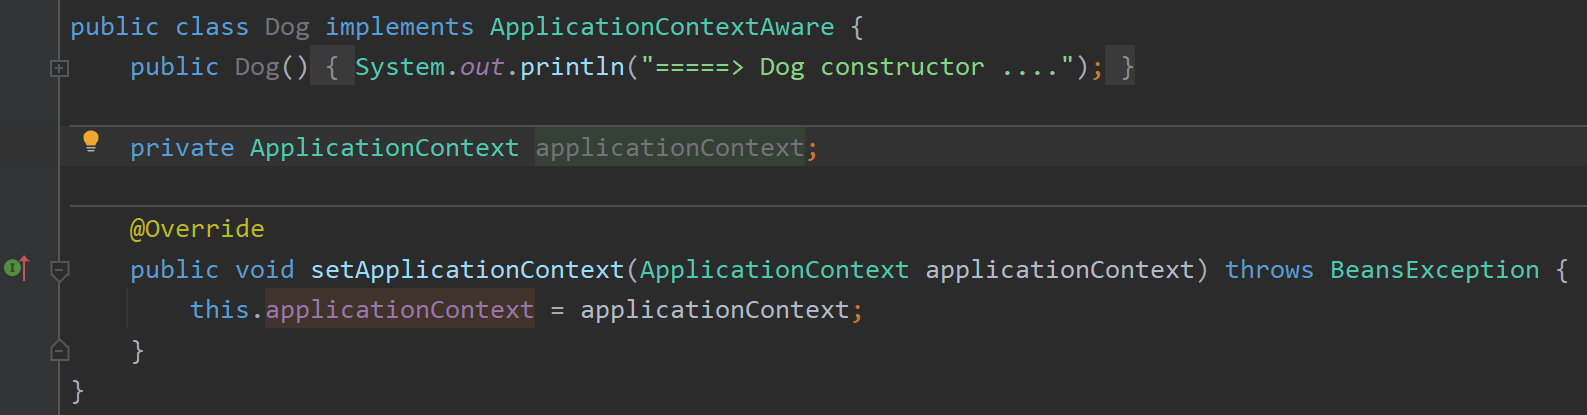 public class Dog implements ApplicationContextAware {
    public Dog() { System.out.println("=====> Dog constructor ...."); }
    private ApplicationContext applicationContext;
    @Override
    public void setApplicationContext(ApplicationContext applicationContext) throws BeansException {
        this.applicationContext = applicationContext;
    }
}